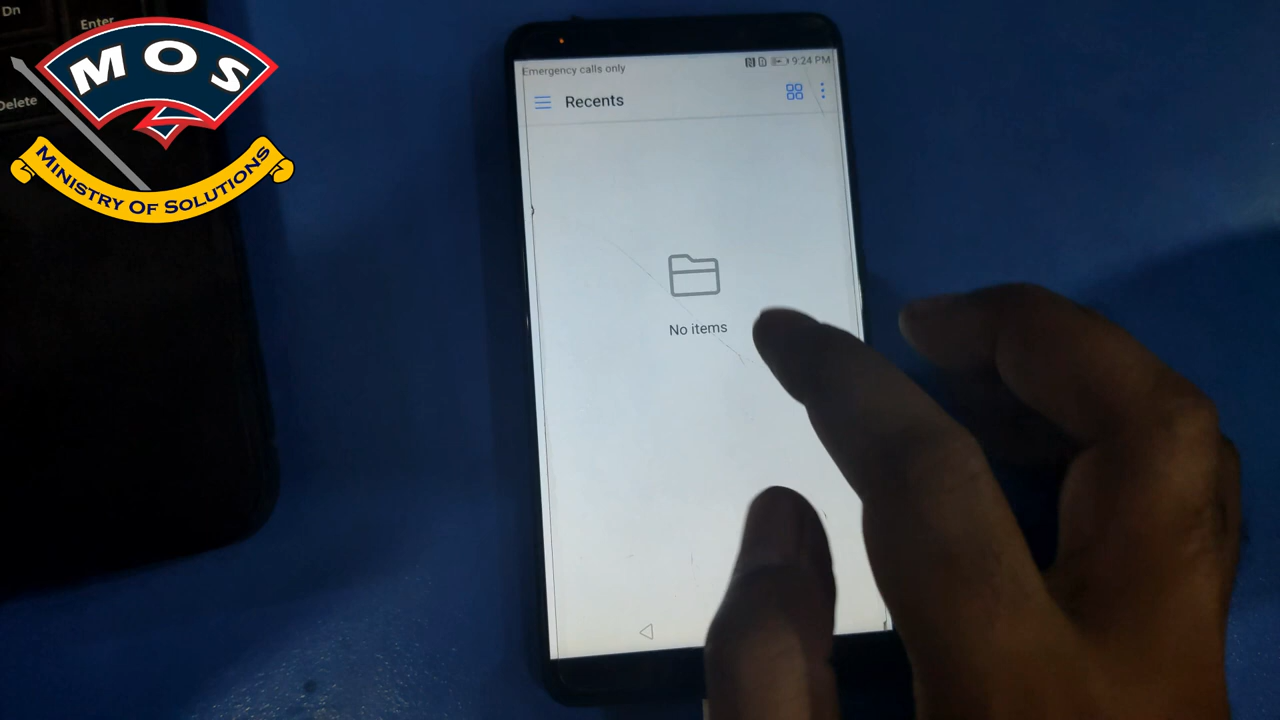 Dn
Enter
Delete
MOS
MINISTRY OF SOLUTIONS
Emergency calls only
9:24 PM
Recents
No items